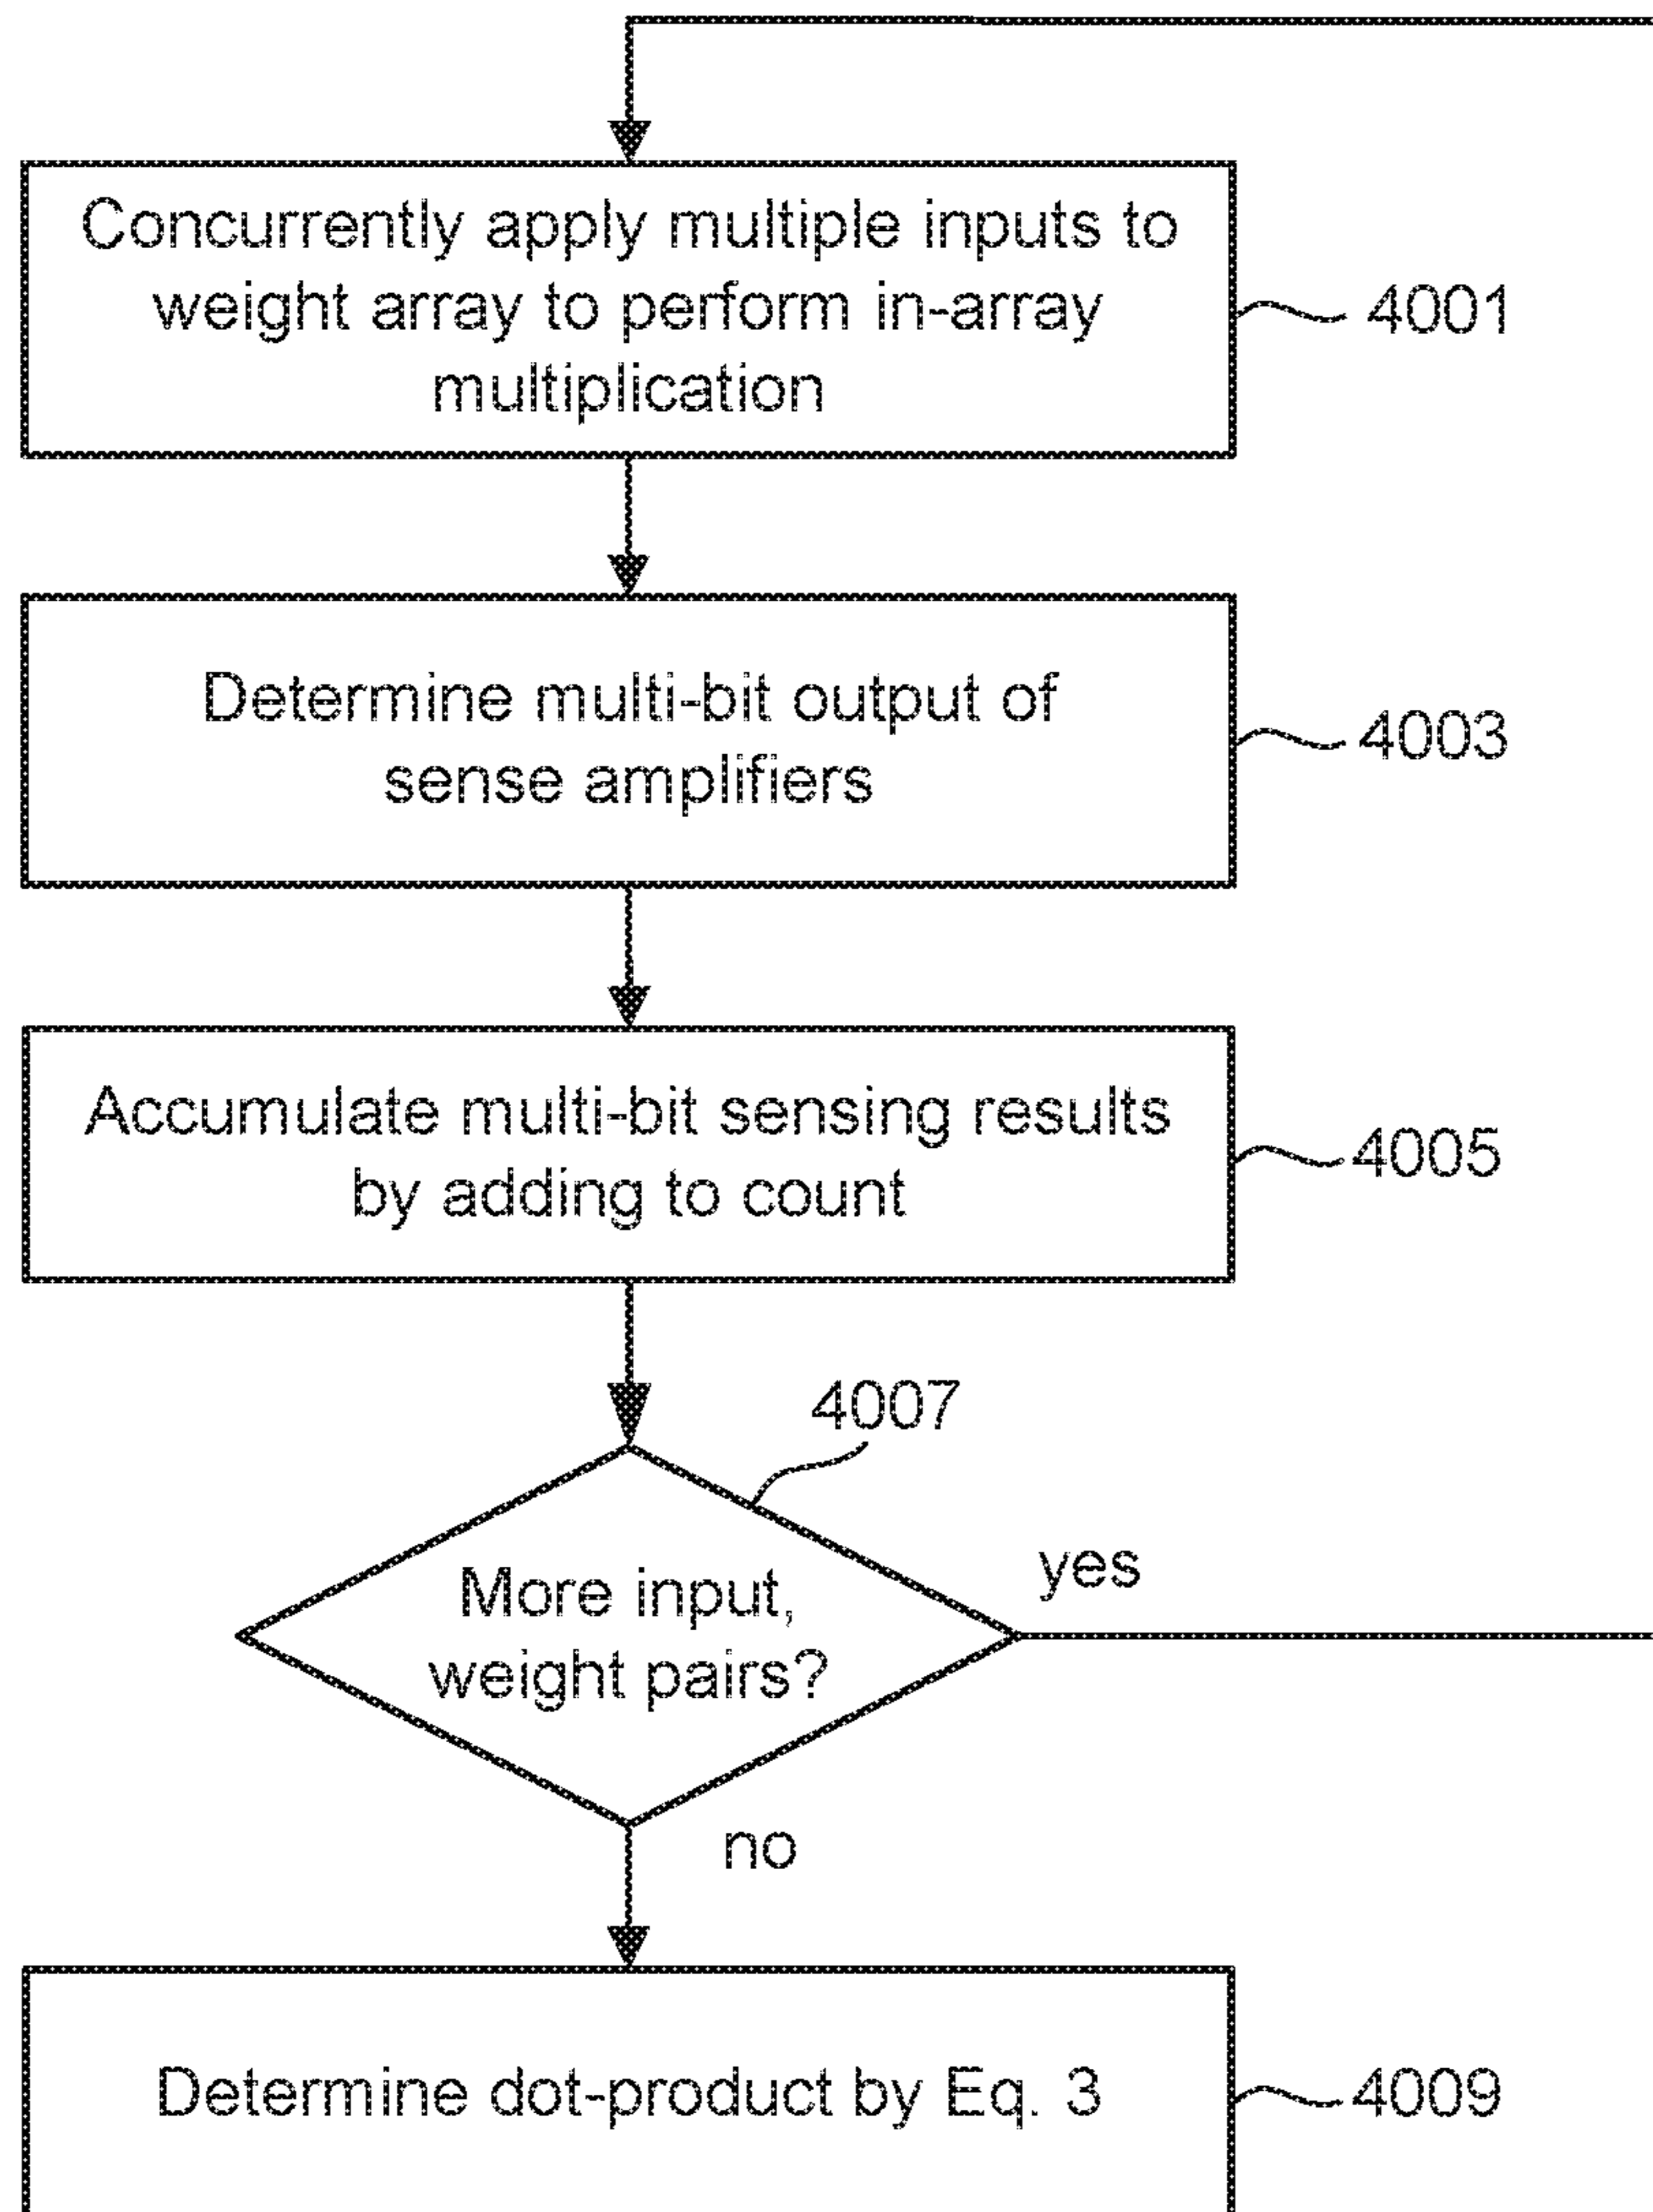 Concurrently apply multiple inputs to
weight array to perform in-array
multiplication
4001
Determine multi-bit output of
sense amplifiers
4003
Accumulate multi-bit sensing results
by adding to count
4005
4007
More input,
weight pairs?
yes
no
Determine dot-product by Eq. 3
4009